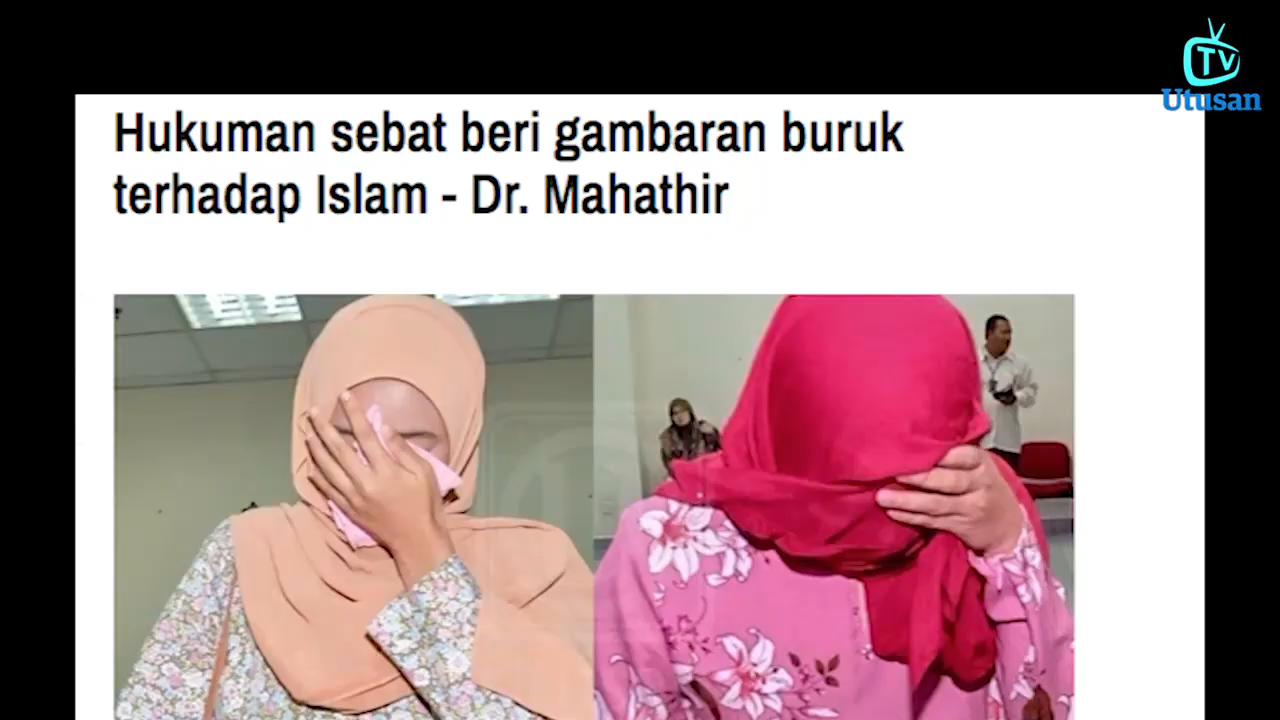 TV
Utusan
Hukuman sebat beri gambaran buruk
terhadap Islam - Dr. Mahathir